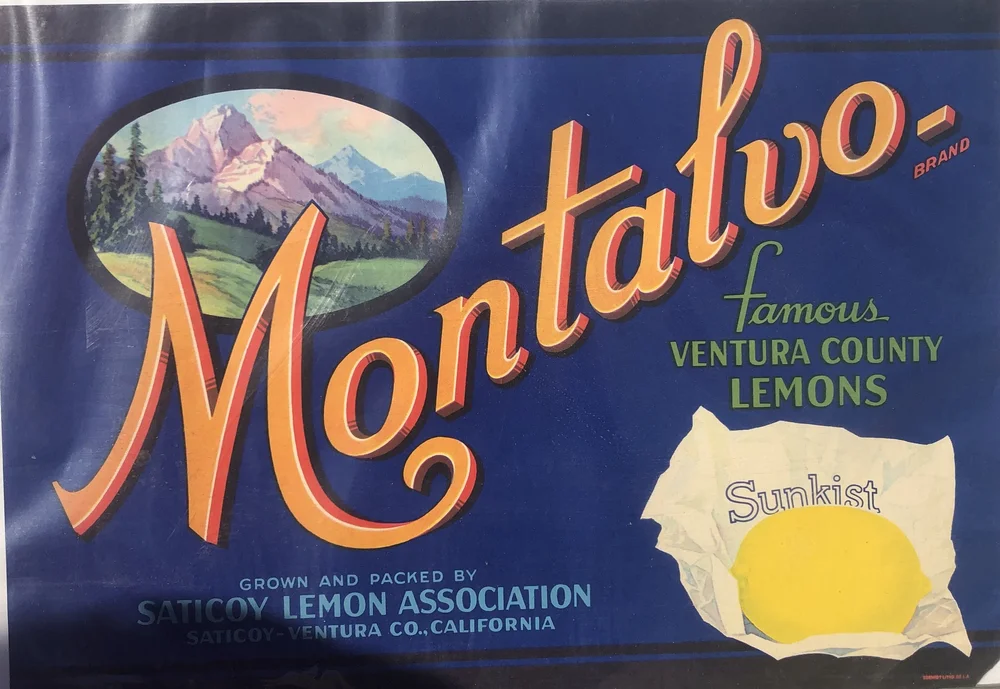 Montalvo-
BRAND
famous
VENTURA COUNTY
LEMONS
Sunkist
GROWN AND PACKED BY
SATICOY LEMON ASSOCIATION
SATICOY-VENTURA CO., CALIFORNIA